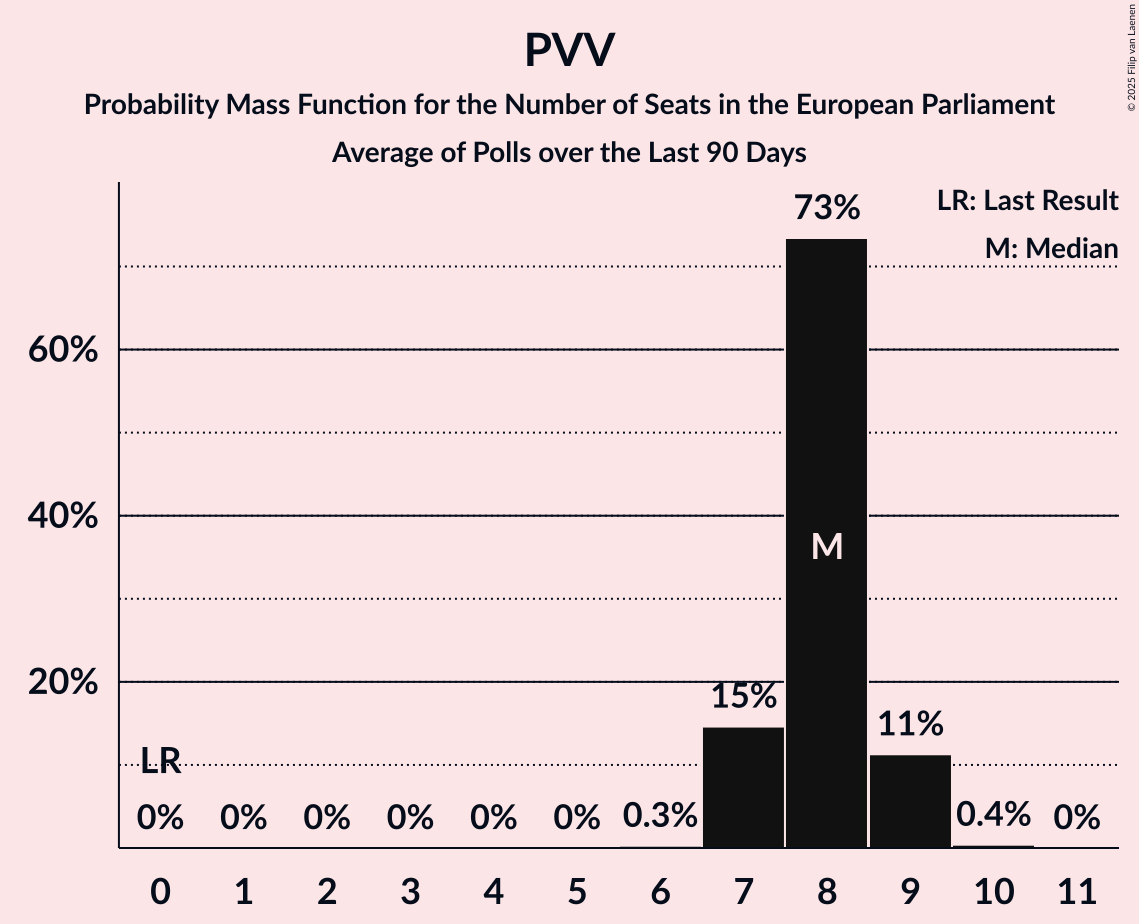 PVV
Probability Mass Function for the Number of Seats in the European Parliament
Average of Polls over the Last 90 Days
© 2025 Filip van Laenen
LR: Last Result
M: Median
73%
60%
40%
M
20%
15%
11%
LR
0% 0% 0% 0% 0% 0% 0.3% 0.4% 0%
0 1 2 3 4 5 6 7 8 9 10 11